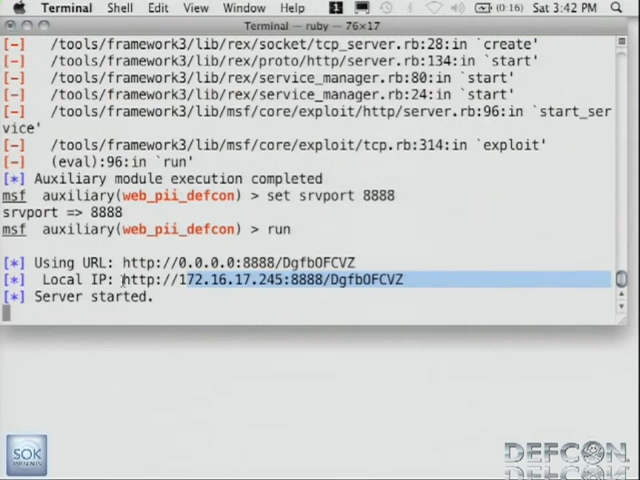 Terminal File Edit View Window Help 1 (0:16) Sat 3:42 PM
Terminal — ruby — 76×17
[-] /tools/framework3/lib/rex/socket/tcp_server.rb:28:in `create'
[-] /tools/framework3/lib/rex/proto/http/server.rb:134:in `start'
[-] /tools/framework3/lib/rex/service_manager.rb:80:in `start'
[-] /tools/framework3/lib/rex/service_manager.rb:24:in `start'
[-] /tools/framework3/lib/msf/core/exploit/http/server.rb:96:in `start_ser
vice'
[-] /tools/framework3/lib/msf/core/exploit/tcp.rb:314:in `exploit'
[-] (eval):96:in `run'
[*] Auxiliary module execution completed
msf auxiliary(web_pii_defcon) > set srvport 8888
srvport => 8888
msf auxiliary(web_pii_defcon) > run
[*] Using URL: http://0.0.0.0:8888/DgfbOFCVZ
[*] Local IP: http://172.16.17.245:8888/DgfbOFCVZ
[*] Server started.
SOK
PRESENTS
DEFCON